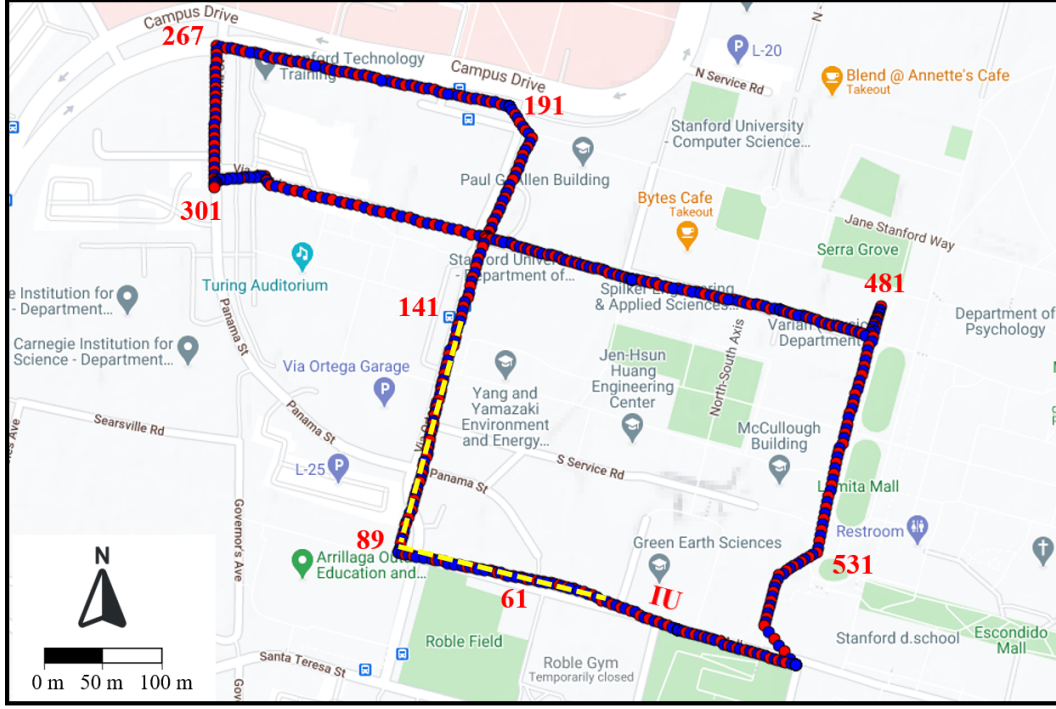 Campus Drive
267
Stanford Technology
Training
Campus Drive
191
P
L-20
N Service Rd
Blend @ Annette's Cafe
Takeout
N -
Stanford University
- Computer Science...
Paul G Allen Building
Via
301
Bytes Cafe
Takeout
Jane Stanford Way
Serra Grove
481
Turing Auditorium
Stanford
- Department of...
141
Spilker Engineering
& Applied Sciences...
Varian
Department
Department of
Psychology
e Institution for
- Department...
Carnegie Institution for
Science - Department...
Panama St
Via Ortega Garage
P
Yang and
Yamazaki
Environment
and Energy...
Jen-Hsun
Huang
Engineering
Center
North-South Axis
McCullough
Building
Searsville Rd
Panama St
L-25
P
Panama St
S Service Rd
Lomita Mall
Governor's Ave
89
Arrillaga
Education and...
61
Green Earth Sciences
IU
Restroom
531
N
0 m 50 m 100 m
Roble Field
Santa Teresa St
Roble Gym
Temporarily closed
Stanford d.school
Escondido
Mall